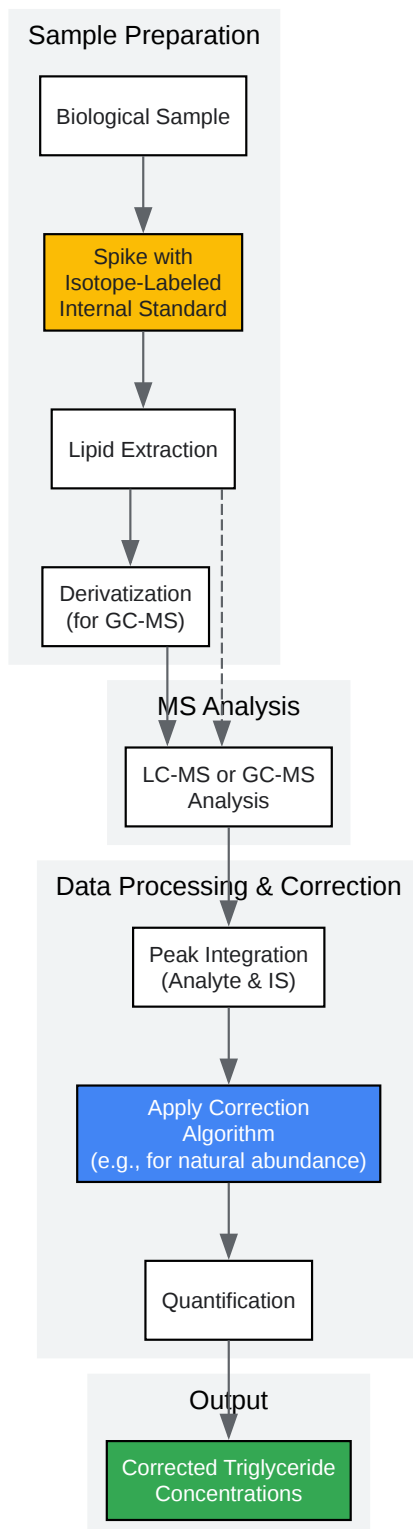 Sample Preparation
Biological Sample
Spike with
Isotope-Labeled
Internal Standard
Lipid Extraction
Derivatization
(for GC-MS)
MS Analysis
LC-MS or GC-MS
Analysis
Data Processing & Correction
Peak Integration
(Analyte & IS)
Apply Correction
Algorithm
(e.g., for natural abundance)
Quantification
Output
Corrected Triglyceride
Concentrations